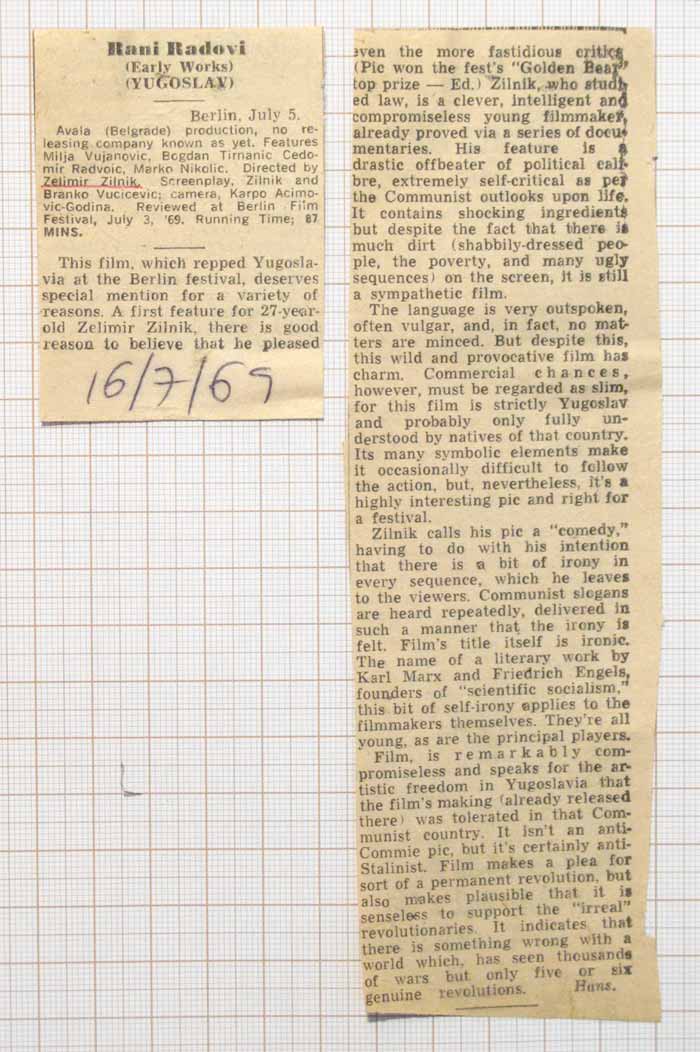 Rani Radovi
(Early Works)
(YUGOSLAV)
Berlin, July 5.
Avala (Belgrade) production, no re-
leasing company known as yet. Features
Milja Vujanovic, Bogdan Tirnanic Cedo-
mir Radvoic, Marko Nikolic. Directed by
Zelimir Zilnik. Screenplay, Zilnik and
Branko Vucicevic; camera, Karpo Acimo-
vic-Godina. Reviewed at Berlin Film
Festival, July 3, '69. Running Time; 87
MINS.
This film, which repped Yugosla-
via at the Berlin festival, deserves
special mention for a variety of
reasons. A first feature for 27-year-
old Zelimir Zilnik, there is good
reason to believe that he pleased
16/7/69
even the more fastidious critics
(Pic won the fest's "Golden Bear"
top prize — Ed.) Zilnik, who studi-
ed law, is a clever, intelligent and
compromiseless young filmmaker,
already proved via a series of docu-
mentaries. His feature is a
drastic offbeater of political cali-
bre, extremely self-critical as per
the Communist outlooks upon life.
It contains shocking ingredients
but despite the fact that there is
much dirt (shabbily-dressed peo-
ple, the poverty, and many ugly
sequences) on the screen, it is still
a sympathetic film.
The language is very outspoken,
often vulgar, and, in fact, no mat-
ters are minced. But despite this,
this wild and provocative film has
charm. Commercial chances,
however, must be regarded as slim,
for this film is strictly Yugoslav
and probably only fully un-
derstood by natives of that country.
Its many symbolic elements make
it occasionally difficult to follow
the action, but, nevertheless, it's a
highly interesting pic and right for
a festival.
Zilnik calls his pic a "comedy,"
having to do with his intention
that there is a bit of irony in
every sequence, which he leaves
to the viewers. Communist slogans
are heard repeatedly, delivered in
such a manner that the irony is
felt. Film's title itself is ironic.
The name of a literary work by
Karl Marx and Friedrich Engels,
founders of "scientific socialism,"
this bit of self-irony applies to the
filmmakers themselves. They're all
young, as are the principal players.
Film, is remarkably com-
promiseless and speaks for the ar-
tistic freedom in Yugoslavia that
the film's making (already released
there) was tolerated in that Com-
munist country. It isn't an anti-
Commie pic, but it's certainly anti-
Stalinist. Film makes a plea for
sort of a permanent revolution, but
also makes plausible that it is
senseless to support the "irreal"
revolutionaries. It indicates that
there is something wrong with a
world which, has seen thousands
of wars but only five or six
genuine revolutions. Hans.